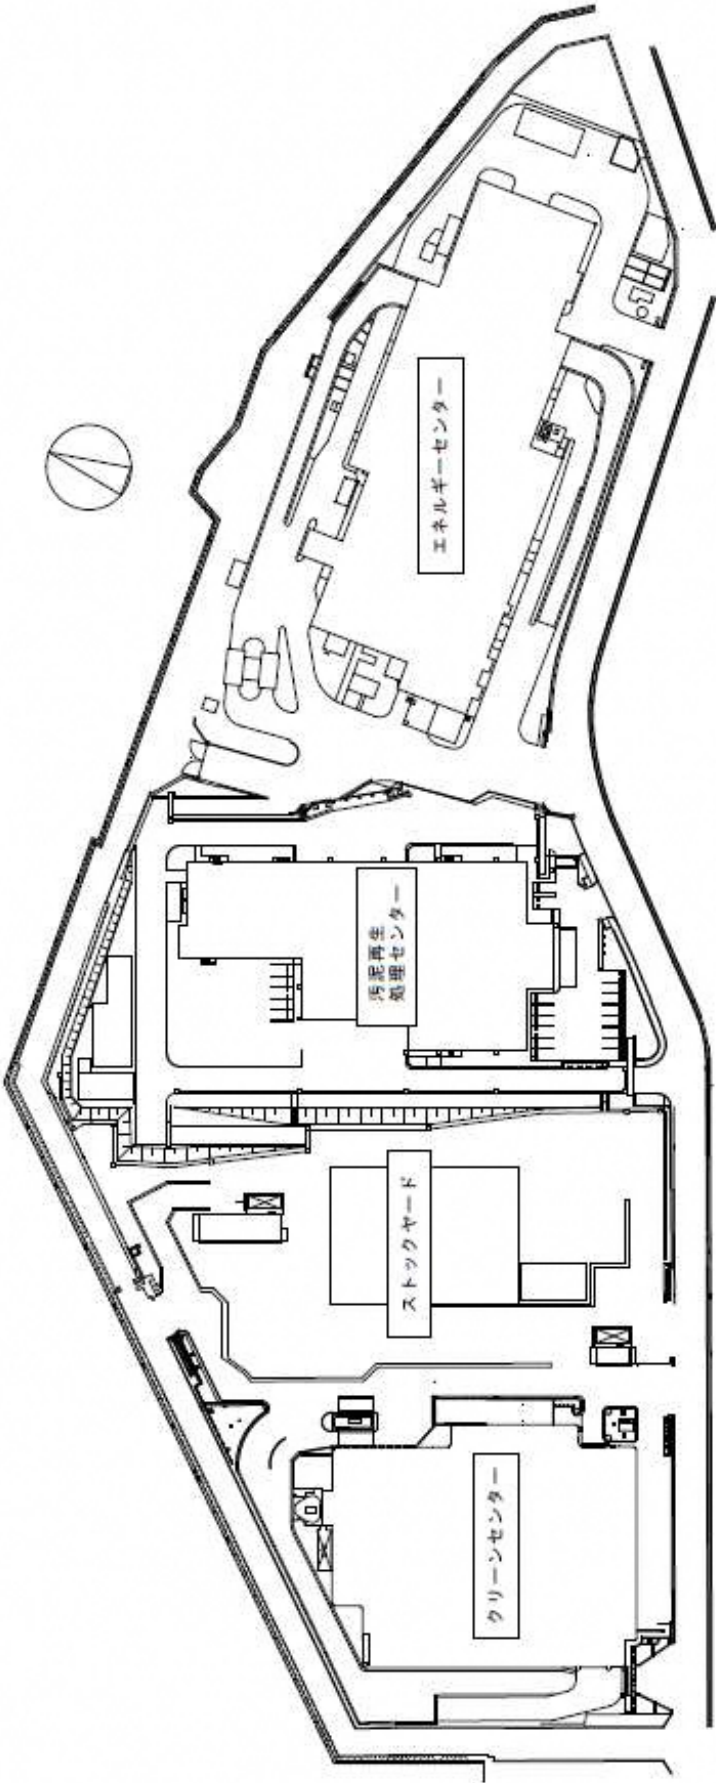 エネルギーセンター
汚泥再生
処理センター
ストックヤード
クリーンセンター